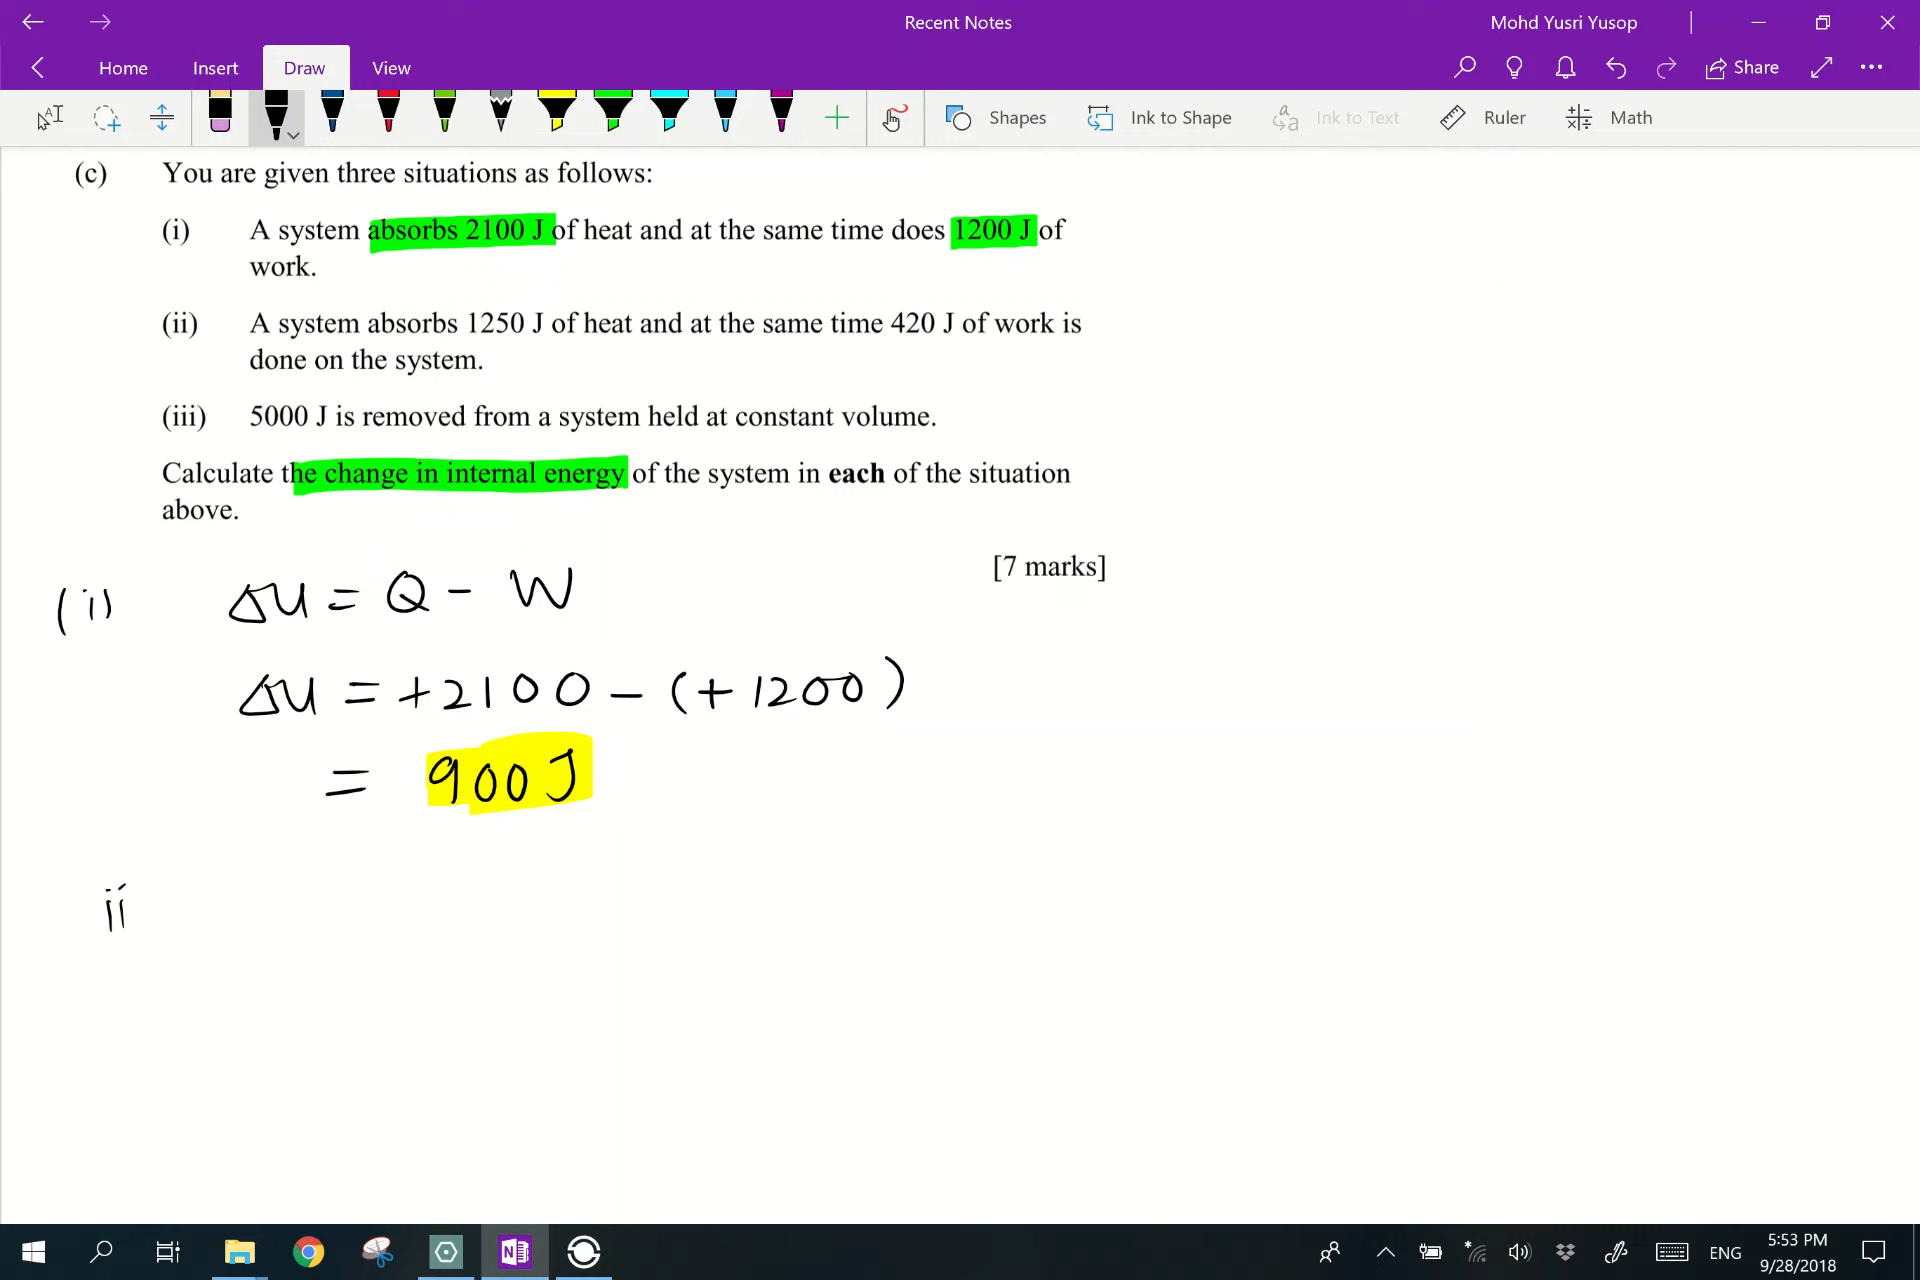 Recent Notes
Mohd Yusri Yusop
Home Insert Draw View
Share
Shapes Ink to Shape Ink to Text Ruler Math
(c) You are given three situations as follows:
(i) A system absorbs 2100 J of heat and at the same time does 1200 J of
work.
(ii) A system absorbs 1250 J of heat and at the same time 420 J of work is
done on the system.
(iii) 5000 J is removed from a system held at constant volume.
Calculate the change in internal energy of the system in each of the situation
above.
[7 marks]
(i) ΔU = Q - W
ΔU = +2100 - (+1200)
= 900 J
ii
ENG
5:53 PM
9/28/2018